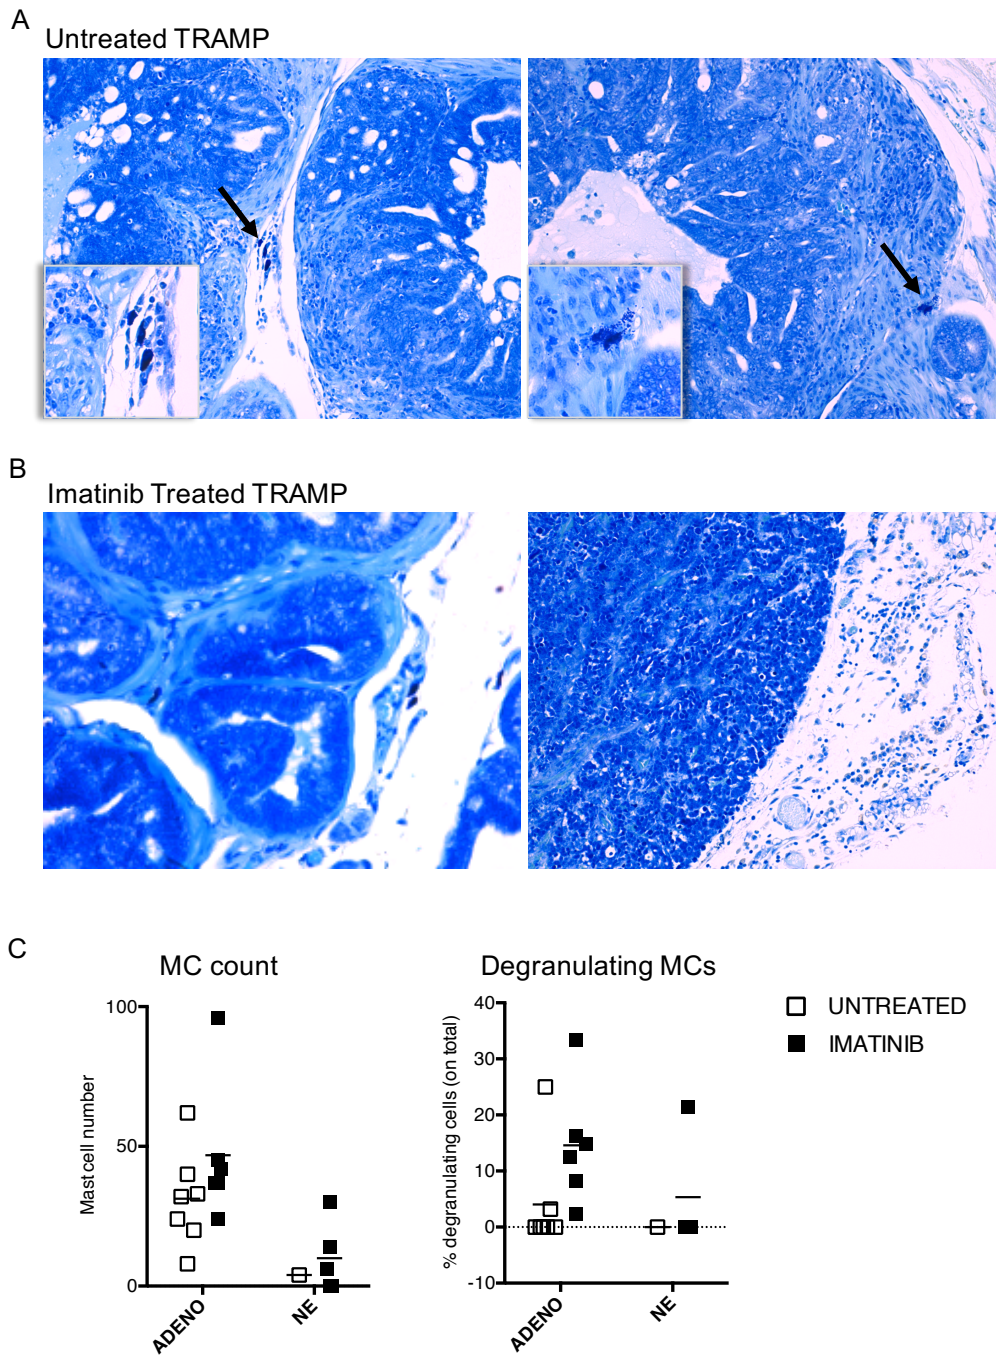 A
Untreated TRAMP
B
Imatinib Treated TRAMP
C
MC count
Degranulating MCs
Mast cell number
100
50
0
ADENO
NE
% degranulating cells (on total)
40
30
20
10
0
-10
ADENO
NE
UNTREATED
IMATINIB